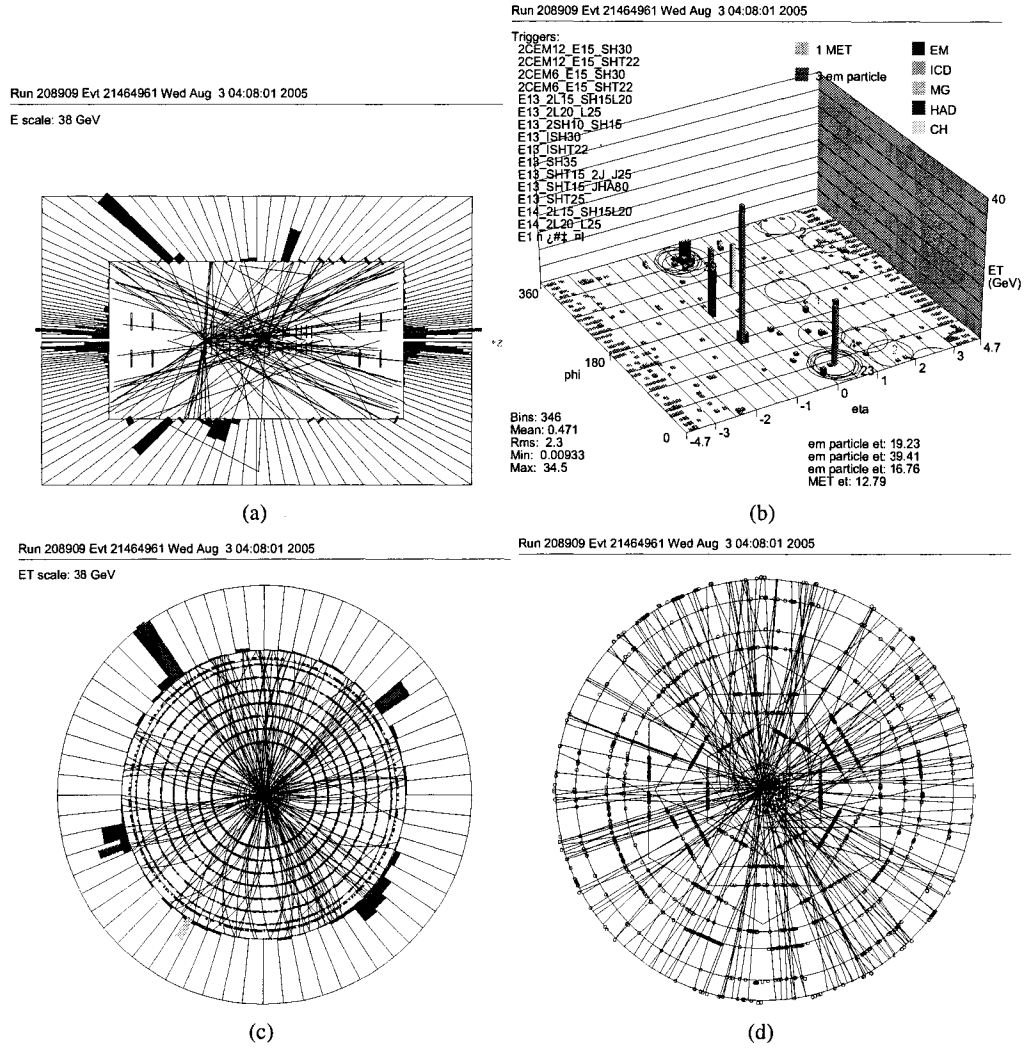 Run 208909 Evt 21464961 Wed Aug 3 04:08:01 2005
E scale: 38 GeV
+Z
(a)
Run 208909 Evt 21464961 Wed Aug 3 04:08:01 2005
Triggers:
2CEM12_E15_SH30
2CEM12_E15_SHT22
2CEM6_E15_SH30
2CEM6_E15_SHT22
E13_2L15_SH15L20
E13_2L20_L25
E13_2SH10_SH15
E13_ISH30
E13_ISHT22
E13_SH35
E13_SHT15_2J_J25
E13_SHT15_JHA80
E13_SHT25
E14_2L15_SH15L20
E14_2L20_L25
1 MET
3 em particle
EM
ICD
MG
HAD
CH
40
ET
(GeV)
360
180
phi
0
-4.7
-3
-2
-1
0
1
2
3
4.7
eta
23
Bins: 346
Mean: 0.471
Rms: 2.3
Min: 0.00933
Max: 34.5
em particle et: 19.23
em particle et: 39.41
em particle et: 16.76
MET et: 12.79
(b)
Run 208909 Evt 21464961 Wed Aug 3 04:08:01 2005
ET scale: 38 GeV
(c)
Run 208909 Evt 21464961 Wed Aug 3 04:08:01 2005
(d)